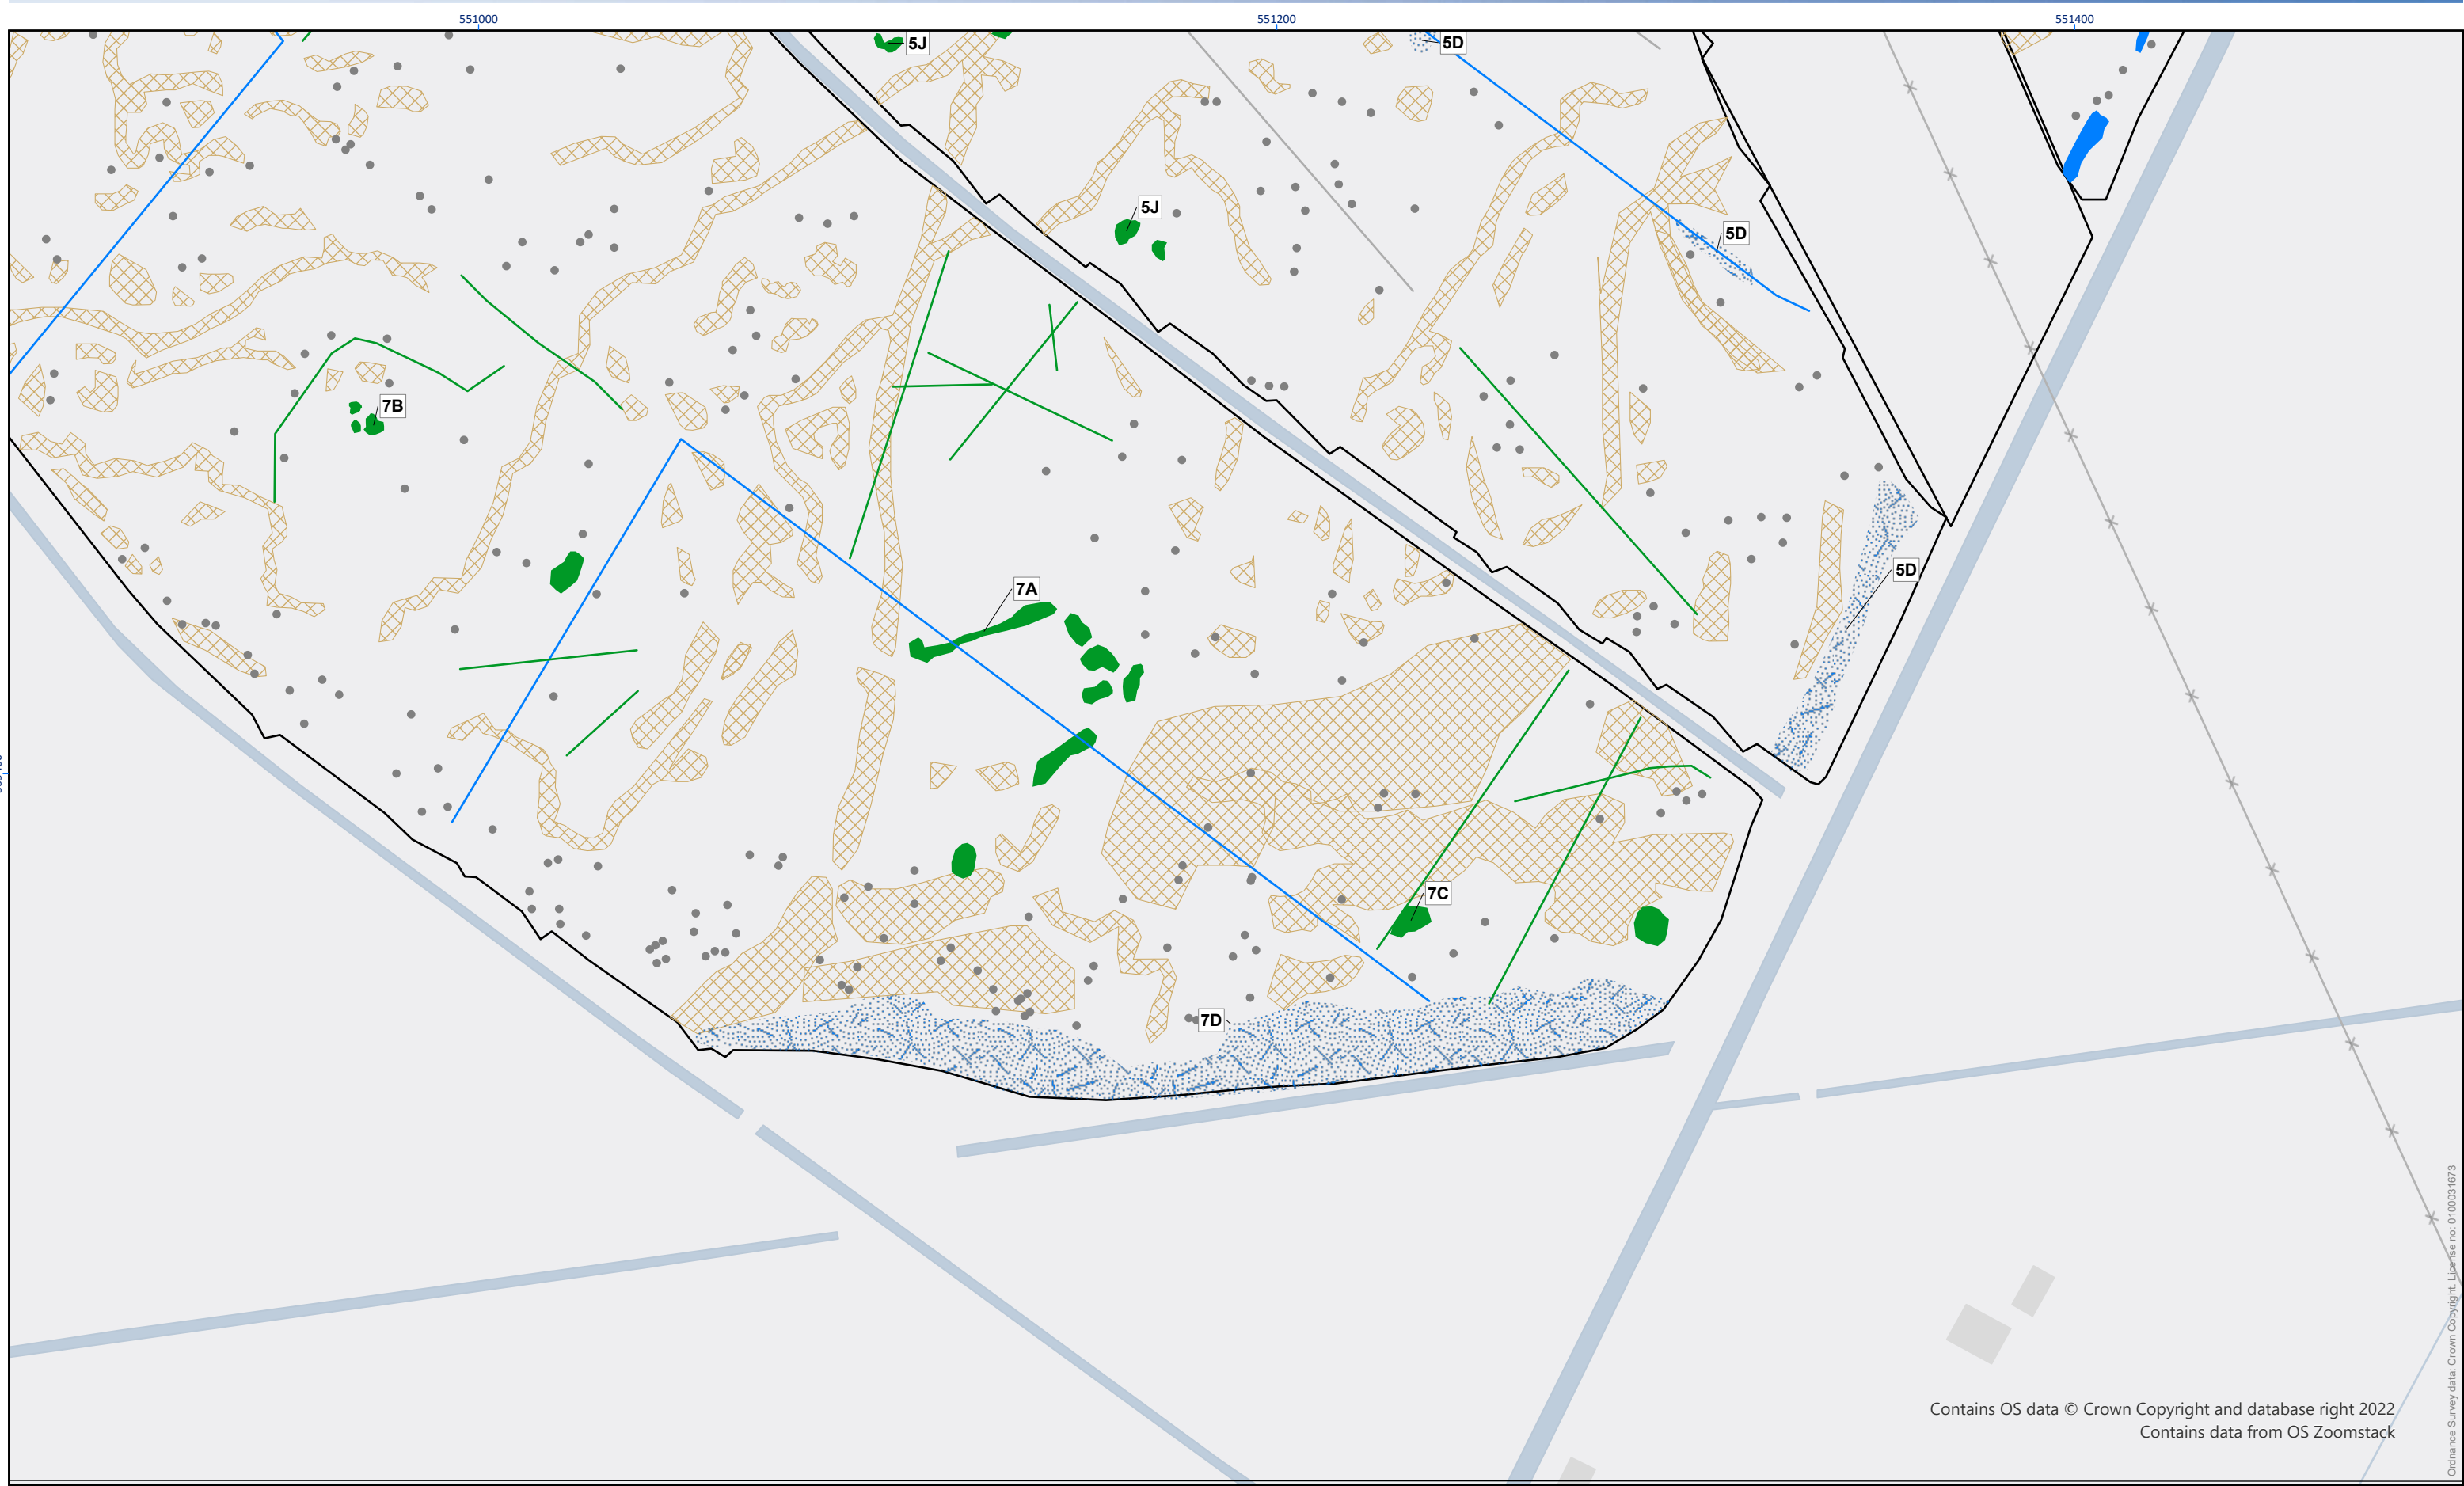 551000
551200
551400
5J
5D
5J
5D
7B
5D
7A
7C
7D
Contains OS data © Crown Copyright and database right 2022
Contains data from OS Zoomstack
Ordnance Survey data: Crown Copyright. License no: 0100031673